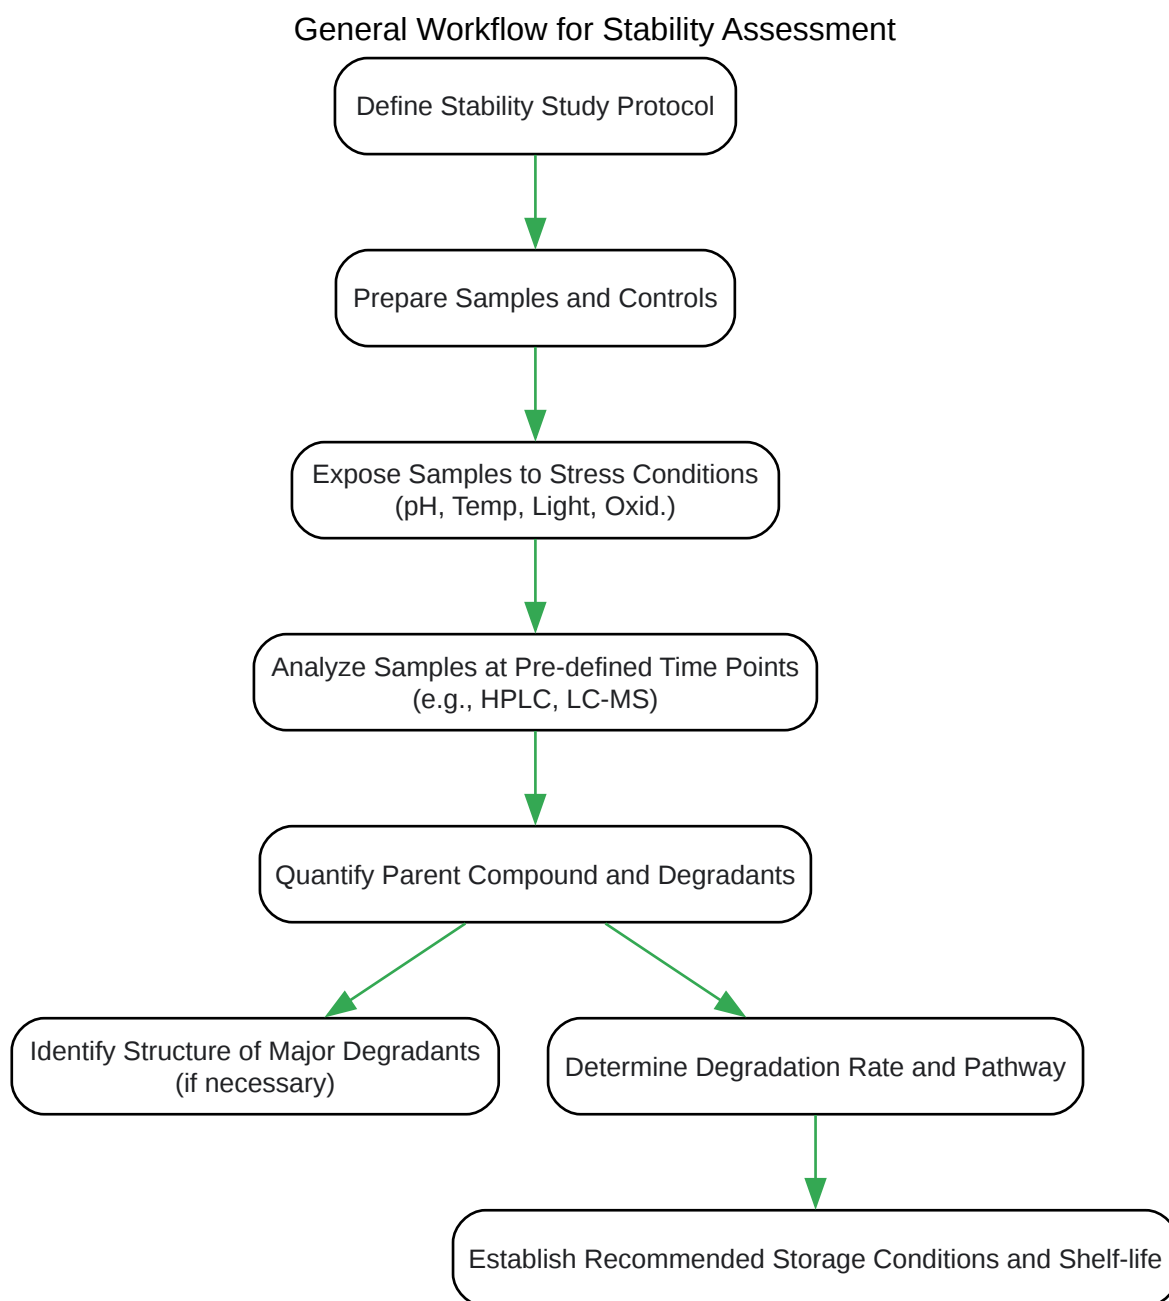 General Workflow for Stability Assessment
Define Stability Study Protocol
Prepare Samples and Controls
Expose Samples to Stress Conditions
(pH, Temp, Light, Oxid.)
Analyze Samples at Pre-defined Time Points
(e.g., HPLC, LC-MS)
Quantify Parent Compound and Degradants
Identify Structure of Major Degradants
(if necessary)
Determine Degradation Rate and Pathway
Establish Recommended Storage Conditions and Shelf-life